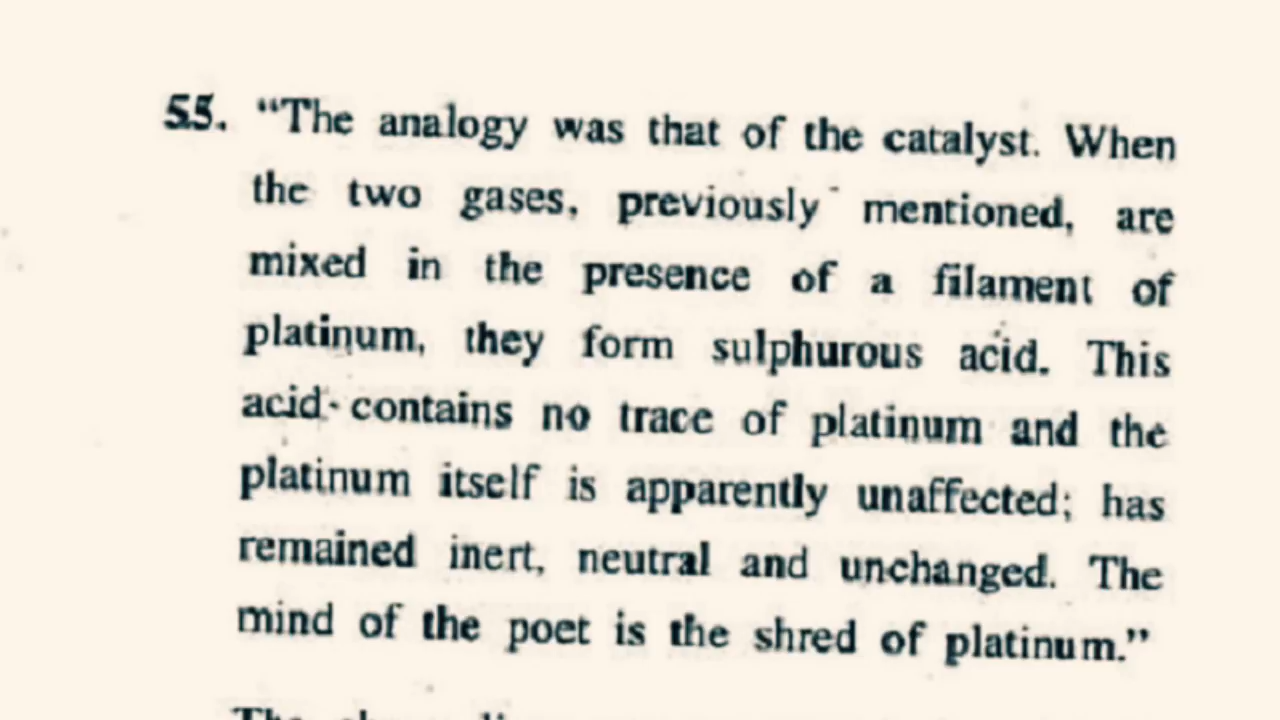 55. “The analogy was that of the catalyst. When
the two gases, previously mentioned, are
mixed in the presence of a filament of
platinum, they form sulphurous acid. This
acid contains no trace of platinum and the
platinum itself is apparently unaffected; has
remained inert, neutral and unchanged. The
mind of the poet is the shred of platinum.”
The